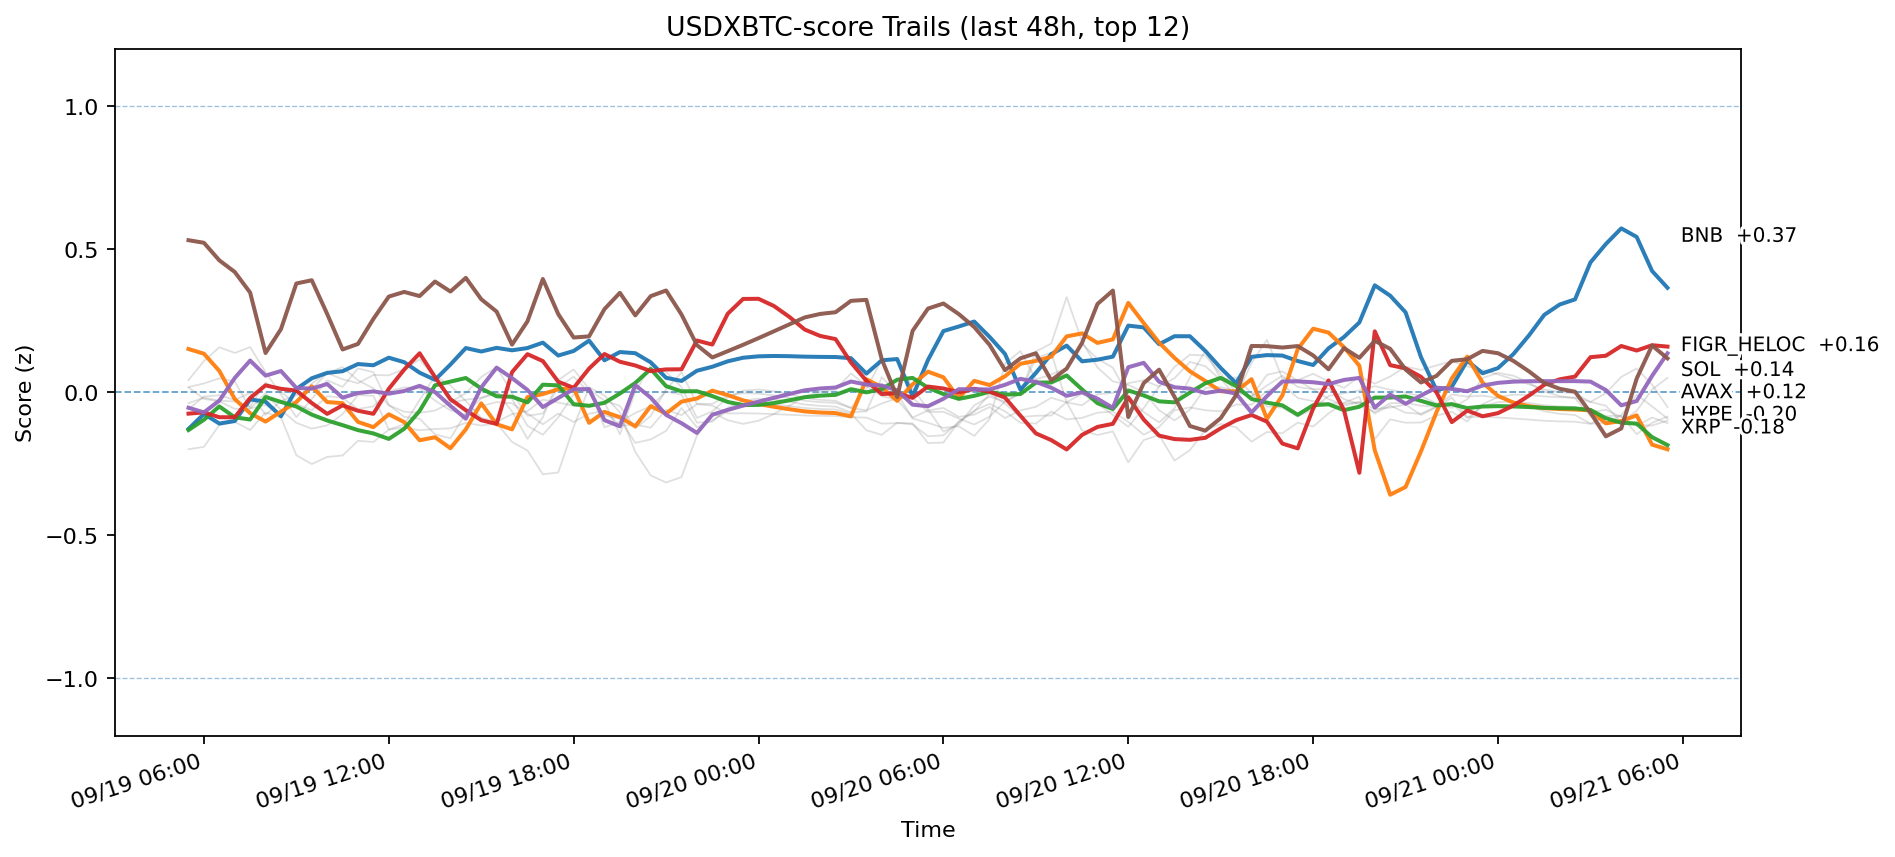 USDXBTC-score Trails (last 48h, top 12)
Score (z)
1.0
0.5
0.0
−0.5
−1.0
BNB +0.37
FIGR_HELOC +0.16
SOL +0.14
AVAX +0.12
HYPE -0.20
XRP -0.18
09/19 06:00
09/19 12:00
09/19 18:00
09/20 00:00
09/20 06:00
09/20 12:00
09/20 18:00
09/21 00:00
09/21 06:00
Time